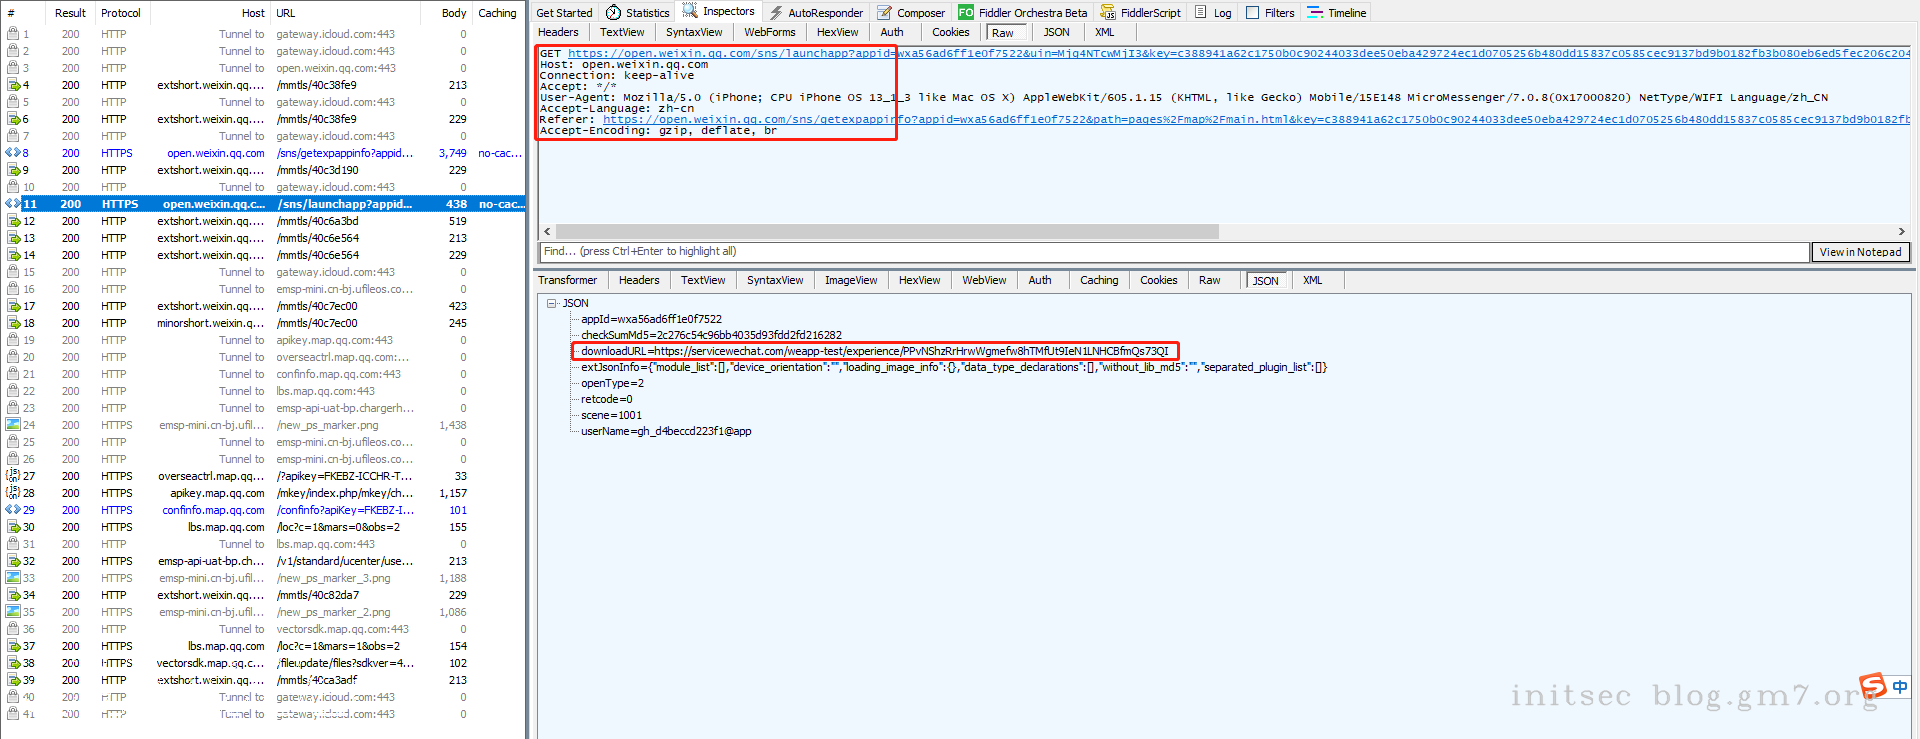 # Result Protocol Host URL Body Caching
1 200 HTTP Tunnel to gateway.icloud.com:443 0
2 200 HTTP Tunnel to gateway.icloud.com:443 0
3 200 HTTP Tunnel to open.weixin.qq.com:443 0
4 200 HTTP extshort.weixin.qq.... /mmtls/40c38fe9 213
5 200 HTTP Tunnel to gateway.icloud.com:443 0
6 200 HTTP extshort.weixin.qq.... /mmtls/40c38fe9 229
7 200 HTTP Tunnel to gateway.icloud.com:443 0
8 200 HTTPS open.weixin.qq.com /sns/getexpappinfo?appid... 3,749 no-cac...
9 200 HTTP extshort.weixin.qq.... /mmtls/40c3d190 229
10 200 HTTP Tunnel to gateway.icloud.com:443 0
11 200 HTTPS open.weixin.qq.c... /sns/launchapp?appid... 438 no-cac...
12 200 HTTP extshort.weixin.qq.... /mmtls/40c6a3bd 519
13 200 HTTP extshort.weixin.qq.... /mmtls/40c6e564 213
14 200 HTTP extshort.weixin.qq.... /mmtls/40c6e564 229
15 200 HTTP Tunnel to gateway.icloud.com:443 0
16 200 HTTP Tunnel to emsp-mini.cn-bj.ufileos.co... 0
17 200 HTTP extshort.weixin.qq.... /mmtls/40c7ec00 423
18 200 HTTP minorshort.weixin.q... /mmtls/40c7ec00 245
19 200 HTTP Tunnel to apikey.map.qq.com:443 0
20 200 HTTP Tunnel to overseactrl.map.qq.com:... 0
21 200 HTTP Tunnel to confinfo.map.qq.com:443 0
22 200 HTTP Tunnel to lbs.map.qq.com:443 0
23 200 HTTP Tunnel to emsp-api-uat-bp.chargerh... 0
24 200 HTTPS emsp-mini.cn-bj.ufil... /new_ps_marker.png 1,438
25 200 HTTP Tunnel to emsp-mini.cn-bj.ufileos.co... 0
26 200 HTTP Tunnel to emsp-mini.cn-bj.ufileos.co... 0
27 200 HTTPS overseactrl.map.qq... /?apikey=FKEBZ-ICCHR-T... 33
28 200 HTTPS apikey.map.qq.com /mkey/index.php/mkey/ch... 1,157
29 200 HTTPS confinfo.map.qq.com /confinfo?apiKey=FKEBZ-I... 101
30 200 HTTPS lbs.map.qq.com /loc?c=1&mars=0&obs=2 155
31 200 HTTP Tunnel to lbs.map.qq.com:443 0
32 200 HTTPS emsp-api-uat-bp.ch... /v1/standard/ucenter/use... 213
33 200 HTTPS emsp-mini.cn-bj.ufil... /new_ps_marker_3.png 1,188
34 200 HTTP extshort.weixin.qq.... /mmtls/40c82da7 229
35 200 HTTPS emsp-mini.cn-bj.ufil... /new_ps_marker_2.png 1,086
36 200 HTTP Tunnel to vectorsdk.map.qq.com:443 0
37 200 HTTPS lbs.map.qq.com /loc?c=1&mars=1&obs=2 154
38 200 HTTPS vectorsdk.map.qq.c... /fileupdate/files?sdkver=4... 102
39 200 HTTP extshort.weixin.qq.... /mmtls/40ca3adf 213
40 200 HTTP Tunnel to gateway.icloud.com:443 0
41 200 HTTP Tunnel to gateway.icloud.com:443 0
Get Started Statistics Inspectors AutoResponder Composer FO Fiddler Orchestra Beta FiddlerScript Log Filters Timeline
Headers TextView SyntaxView WebForms HexView Auth Cookies Raw JSON XML
GET https://open.weixin.qq.com/sns/launchapp?appid=wxa56ad6ff1e0f7522&uin=Mjq4NTcwMjI3&key=c388941a62c1750b0c90244033dee50eba429724ec1d0705256b480dd15837c0585cec9137bd9b0182fb3b080eb6ed5fec206c204
Host: open.weixin.qq.com
Connection: keep-alive
Accept: */*
User-Agent: Mozilla/5.0 (iPhone; CPU iPhone OS 13_1_3 like Mac OS X) AppleWebKit/605.1.15 (KHTML, like Gecko) Mobile/15E148 MicroMessenger/7.0.8(0x17000820) NetType/WIFI Language/zh_CN
Accept-Language: zh-cn
Referer: https://open.weixin.qq.com/sns/getexpappinfo?appid=wxa56ad6ff1e0f7522&path=pages%2Fmap%2Fmain.html&key=c388941a62c1750b0c90244033dee50eba429724ec1d0705256b480dd15837c0585cec9137bd9b0182fb
Accept-Encoding: gzip, deflate, br
Find... (press Ctrl+Enter to highlight all) View in Notepad
Transformer Headers TextView SyntaxView ImageView HexView WebView Auth Caching Cookies Raw JSON XML
JSON
appId=wxa56ad6ff1e0f7522
checkSumMd5=2c276c54c96bb4035d93fdd2fd216282
downloadURL=https://servicewechat.com/weapp-test/experience/PPvNShzRrHrwWgmefw8hTMfUt9IeN1LNHCBfmQs73QI
extJsonInfo={"module_list":[],"device_orientation":"","loading_image_info":{},"data_type_declarations":[],"without_lib_md5":"","separated_plugin_list":[]}
openType=2
retcode=0
scene=1001
userName=gh_d4beccd223f1@app
initsec blog.gm7.org
S 中